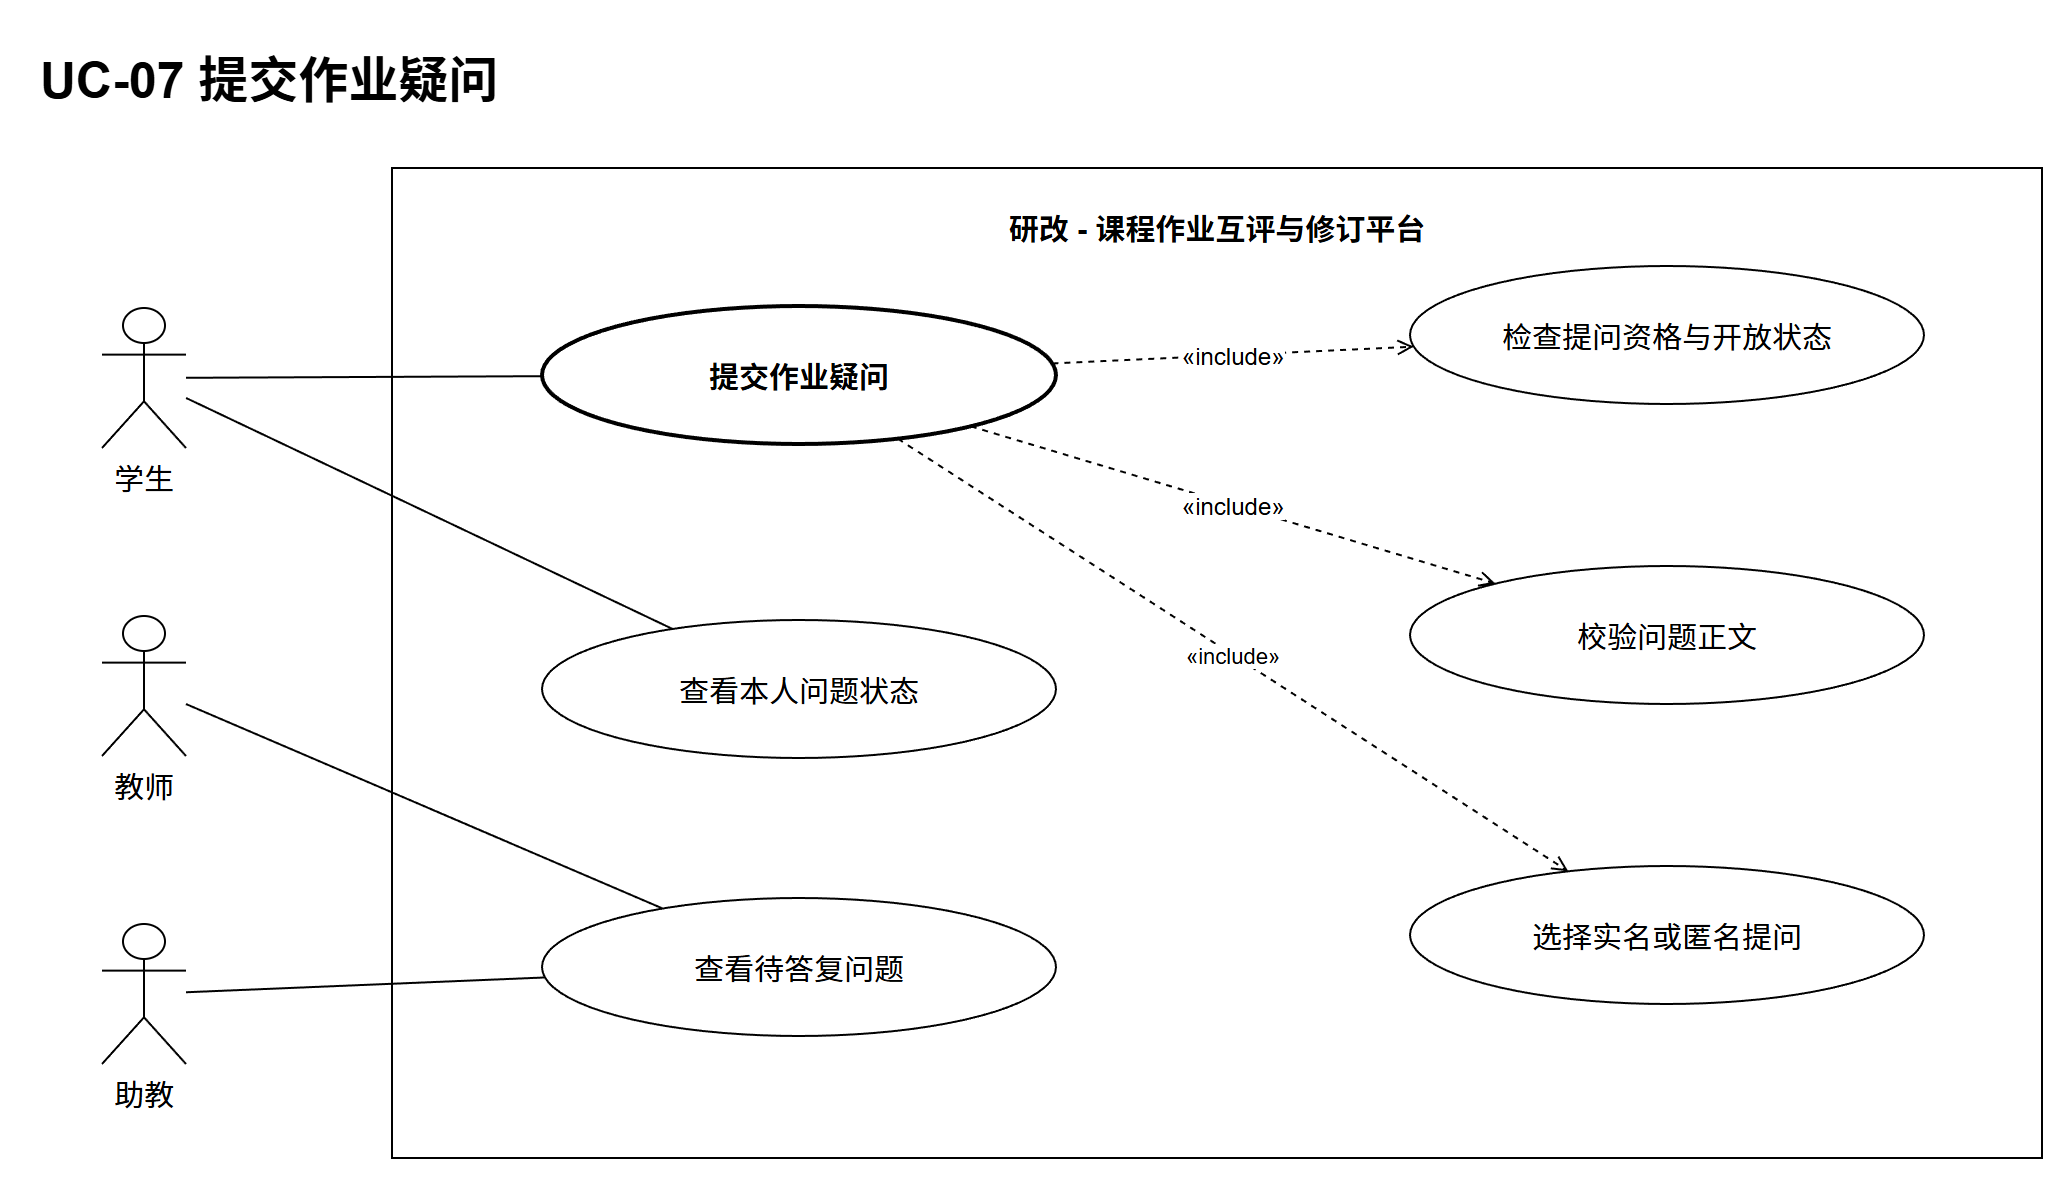 UC-07 提交作业疑问
研改 - 课程作业互评与修订平台
学生
提交作业疑问
«include»
检查提问资格与开放状态
«include»
查看本人问题状态
«include»
校验问题正文
教师
查看待答复问题
选择实名或匿名提问
助教